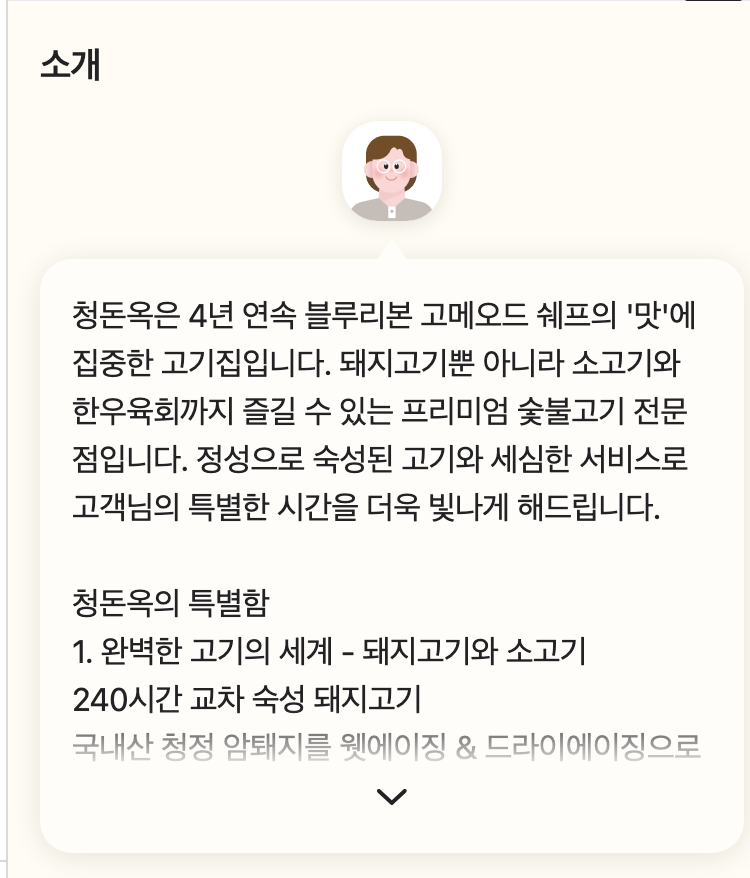 소개
청돈옥은 4년 연속 블루리본 고메오드 쉐프의 '맛'에
집중한 고기집입니다. 돼지고기뿐 아니라 소고기와
한우육회까지 즐길 수 있는 프리미엄 숯불고기 전문
점입니다. 정성으로 숙성된 고기와 세심한 서비스로
고객님의 특별한 시간을 더욱 빛나게 해드립니다.
청돈옥의 특별함
1. 완벽한 고기의 세계 - 돼지고기와 소고기
240시간 교차 숙성 돼지고기
국내산 청정 암퇘지를 웻에이징 & 드라이에이징으로